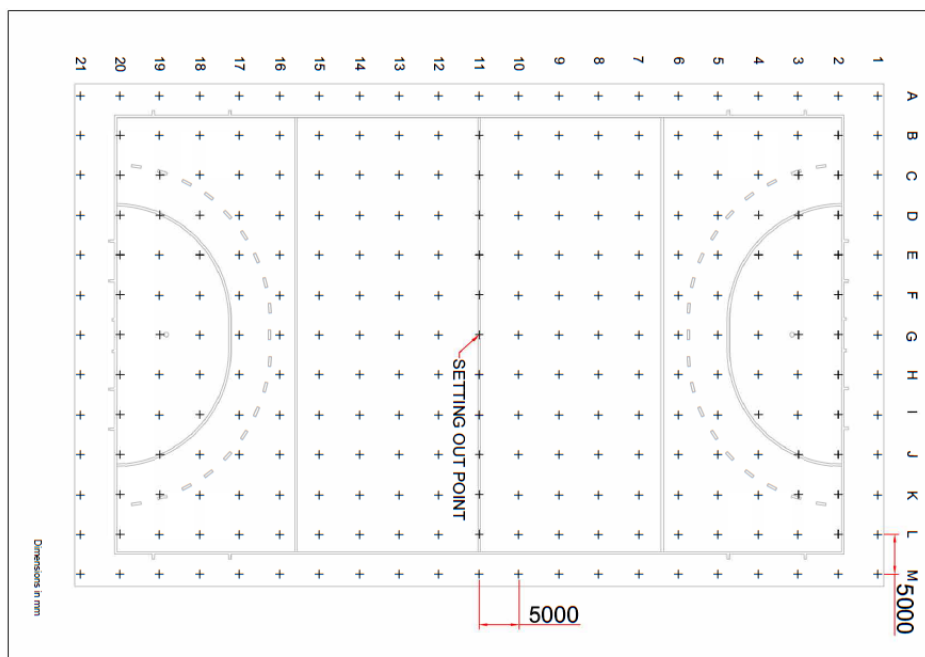 21 20 19 18 17 16 15 14 13 12 11 10 9 8 7 6 5 4 3 2 1
A
B
C
D
E
F
G
H
I
J
K
L
M
SETTING OUT POINT
5000
5000
Dimensions in mm